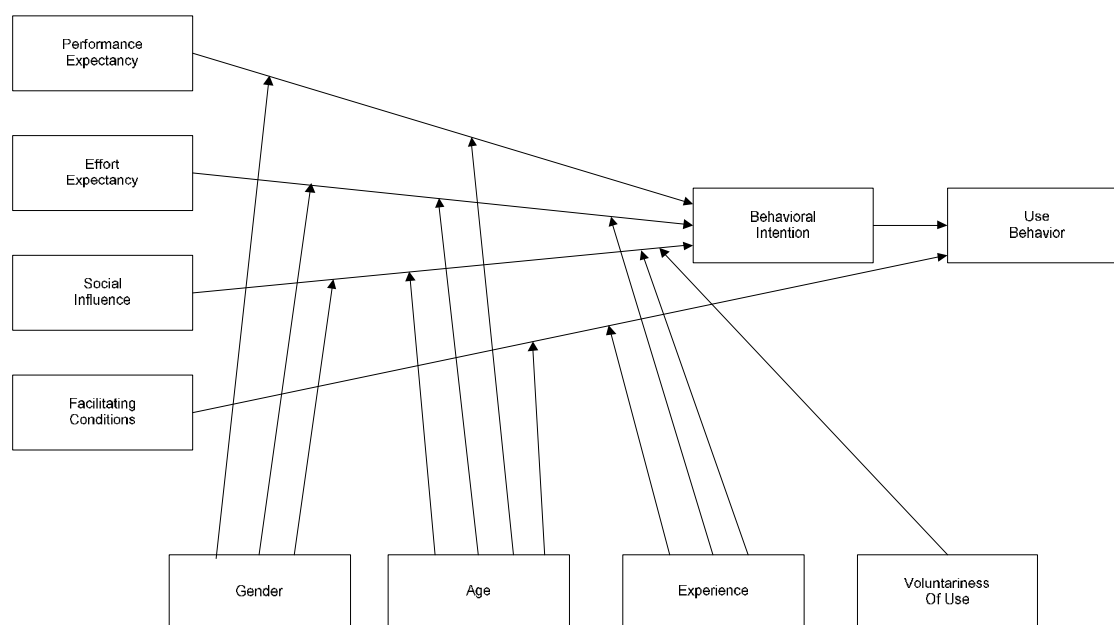 Performance
Expectancy
Effort
Expectancy
Social
Influence
Facilitating
Conditions
Behavioral
Intention
Use
Behavior
Gender
Age
Experience
Voluntariness
Of Use